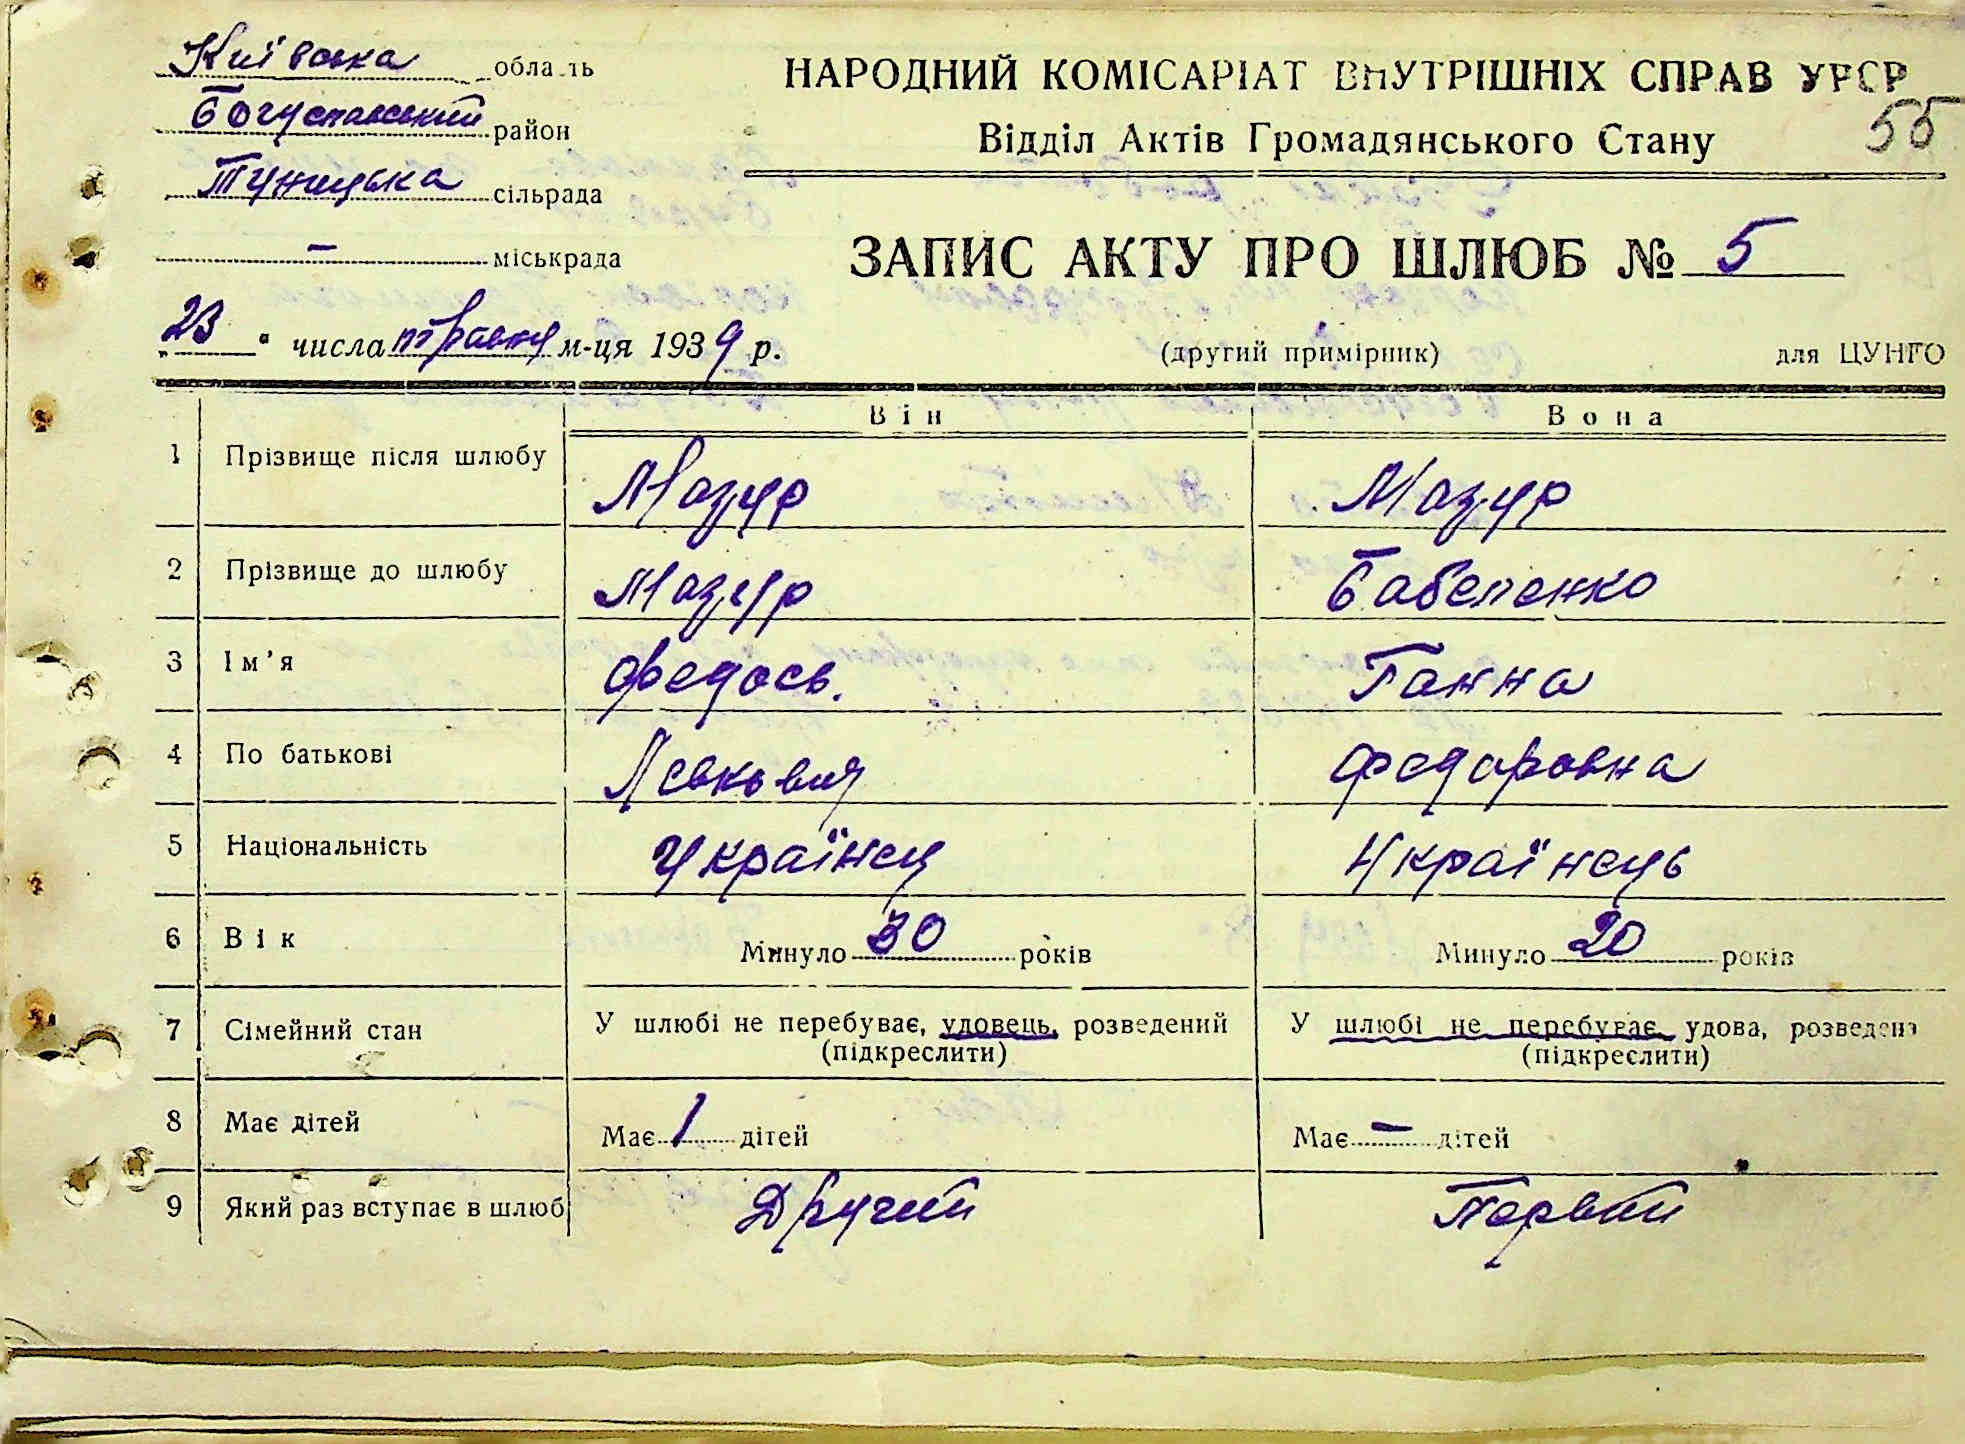 Київська область
Богуславський район
Туницька сільрада
— міськрада
НАРОДНИЙ КОМІСАРІАТ ВНУТРІШНІХ СПРАВ УРСР
Відділ Актів Громадянського Стану
55
ЗАПИС АКТУ ПРО ШЛЮБ № 5
„23" числа травня м-ця 1939 р.
(другий примірник) для ЦУНГО
Він Вона
1 Прізвище після шлюбу Мазур Мазур
2 Прізвище до шлюбу Мазур Бабеленко
3 Ім'я Федось. Ганна
4 По батькові Левкович Федоровна
5 Національність Українец Українець
6 Вік Минуло 30 років Минуло 20 років
7 Сімейний стан У шлюбі не перебуває, удовець, розведений У шлюбі не перебуває, удова, розведена
(підкреслити) (підкреслити)
8 Має дітей Має 1 дітей Має — дітей
9 Який раз вступає в шлюб Другий Первий